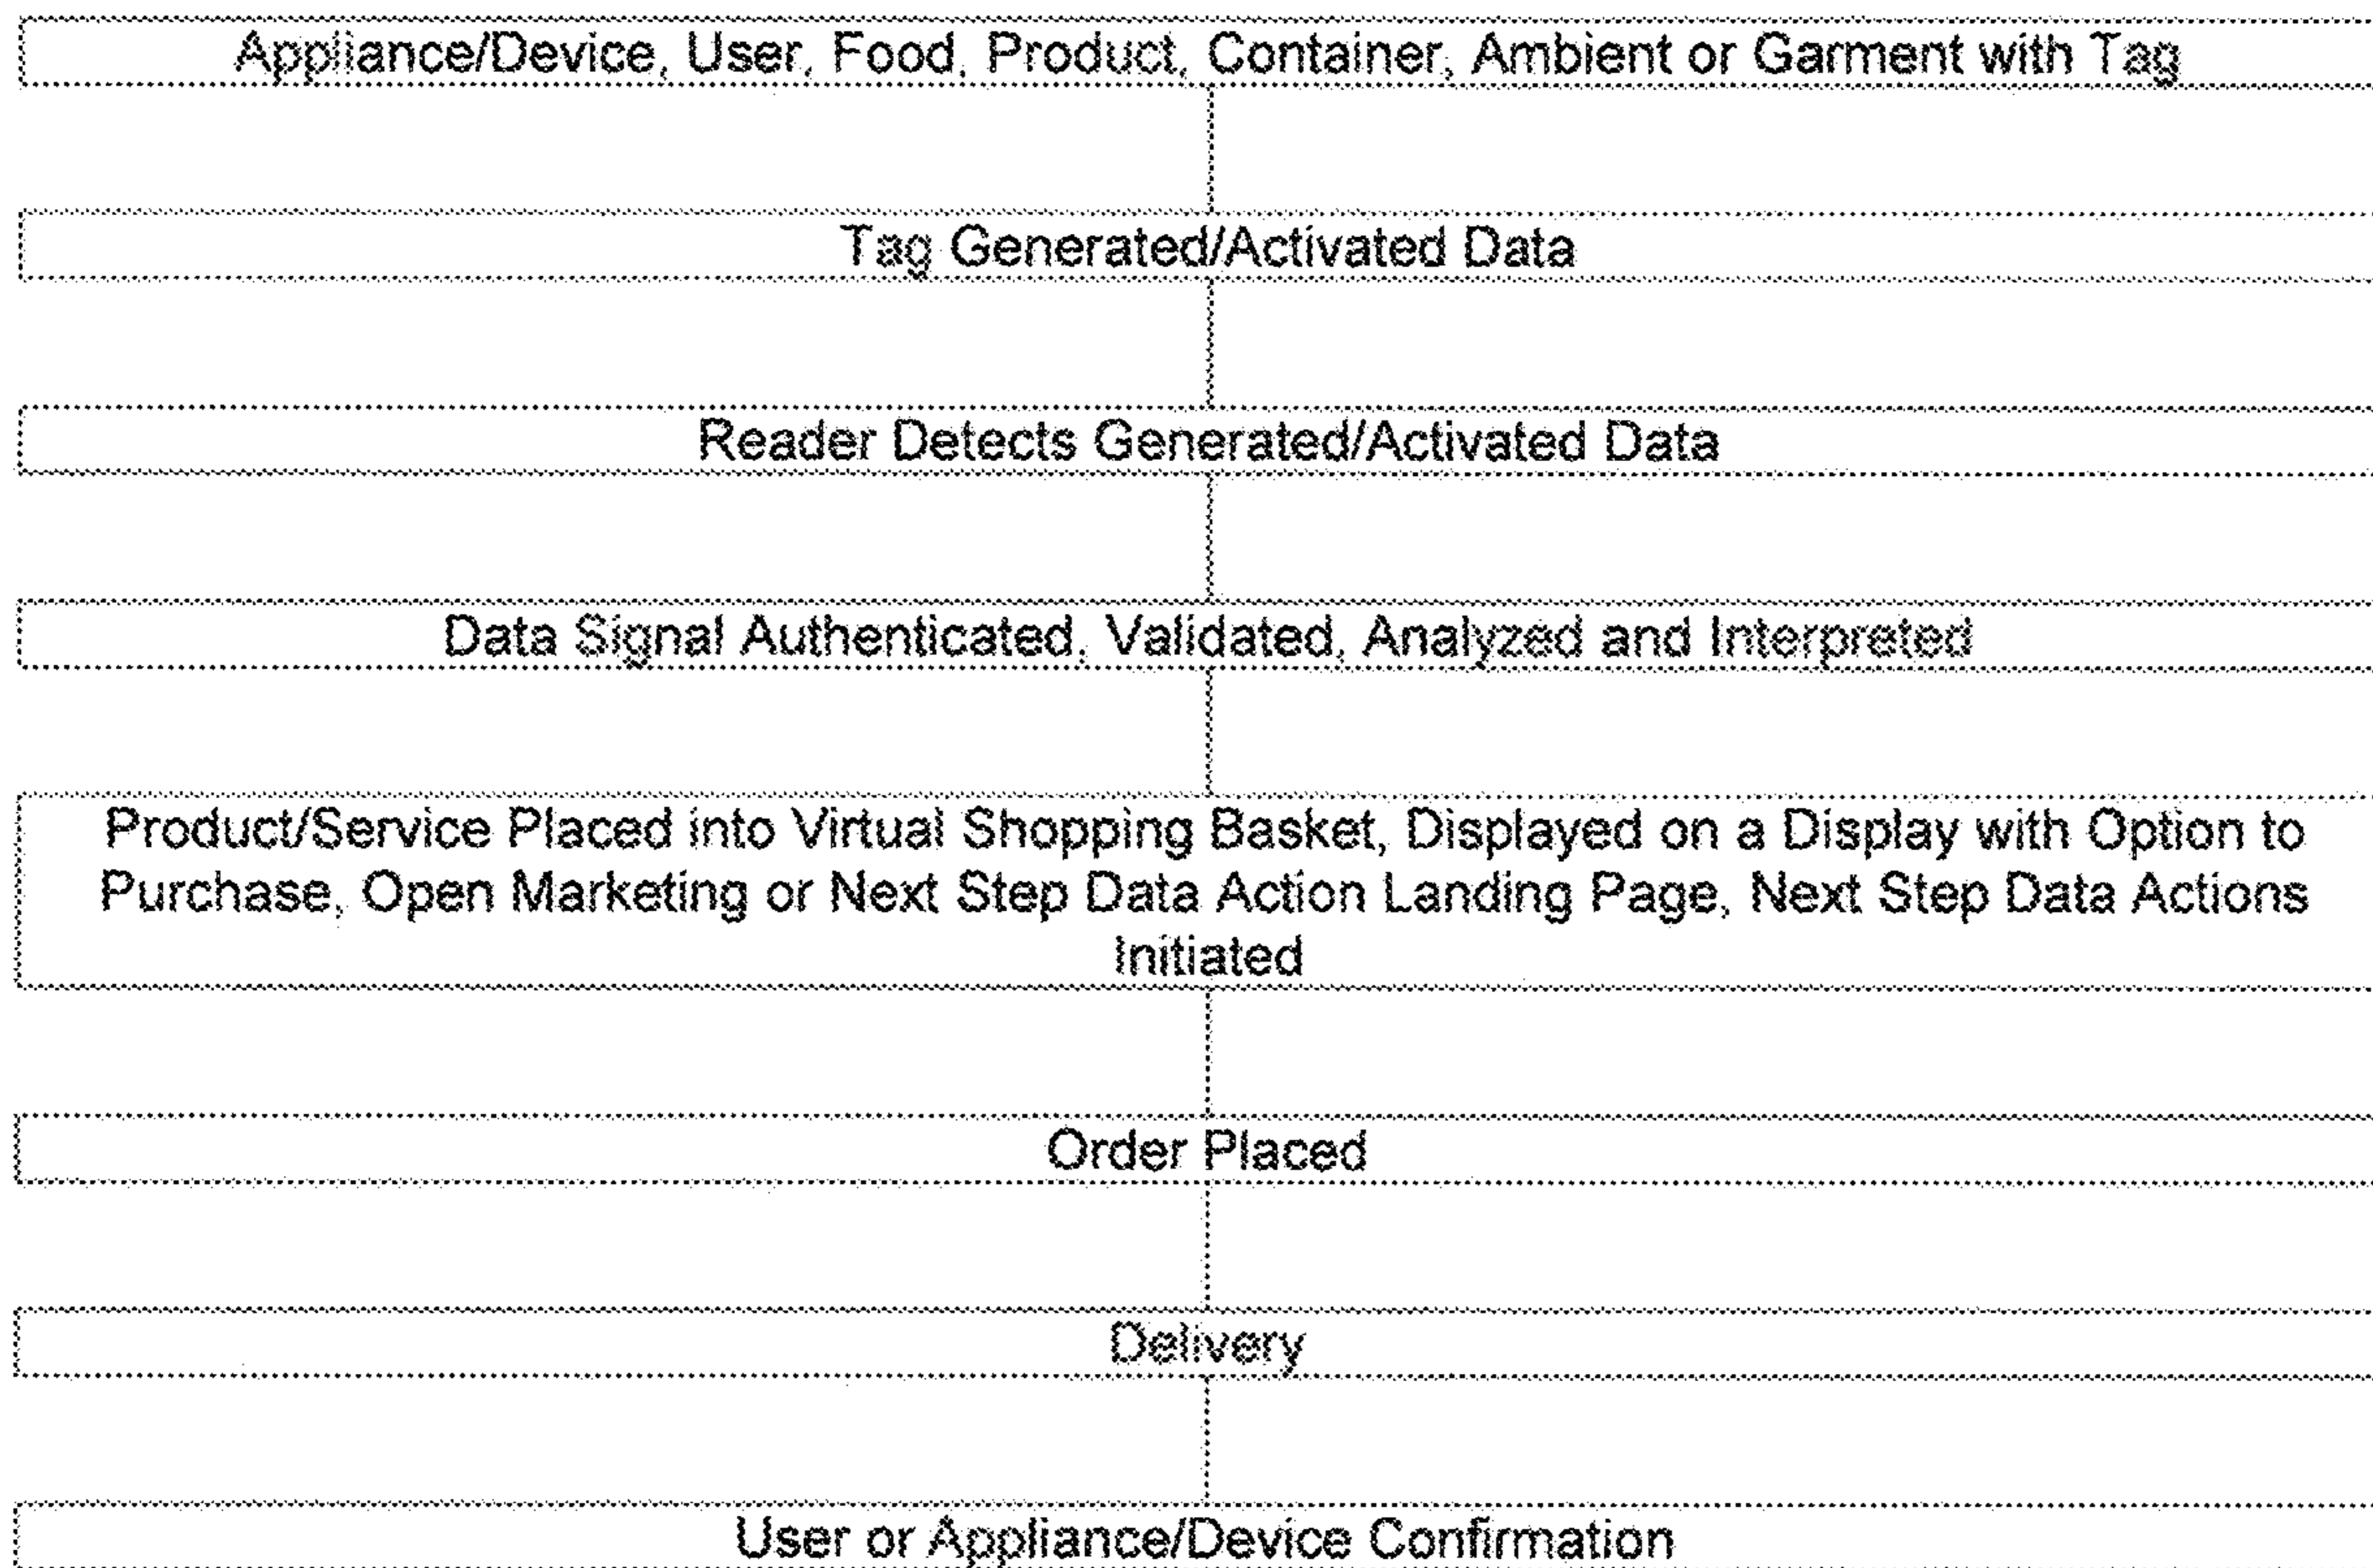 Appliance/Device, User, Food, Product, Container, Ambient or Garment with Tag
Tag Generated/Activated Data
Reader Detects Generated/Activated Data
Data Signal Authenticated, Validated, Analyzed and Interpreted
Product/Service Placed into Virtual Shopping Basket, Displayed on a Display with Option to
Purchase, Open Marketing or Next Step Data Action Landing Page, Next Step Data Actions
Initiated
Order Placed
Delivery
User or Appliance/Device Confirmation